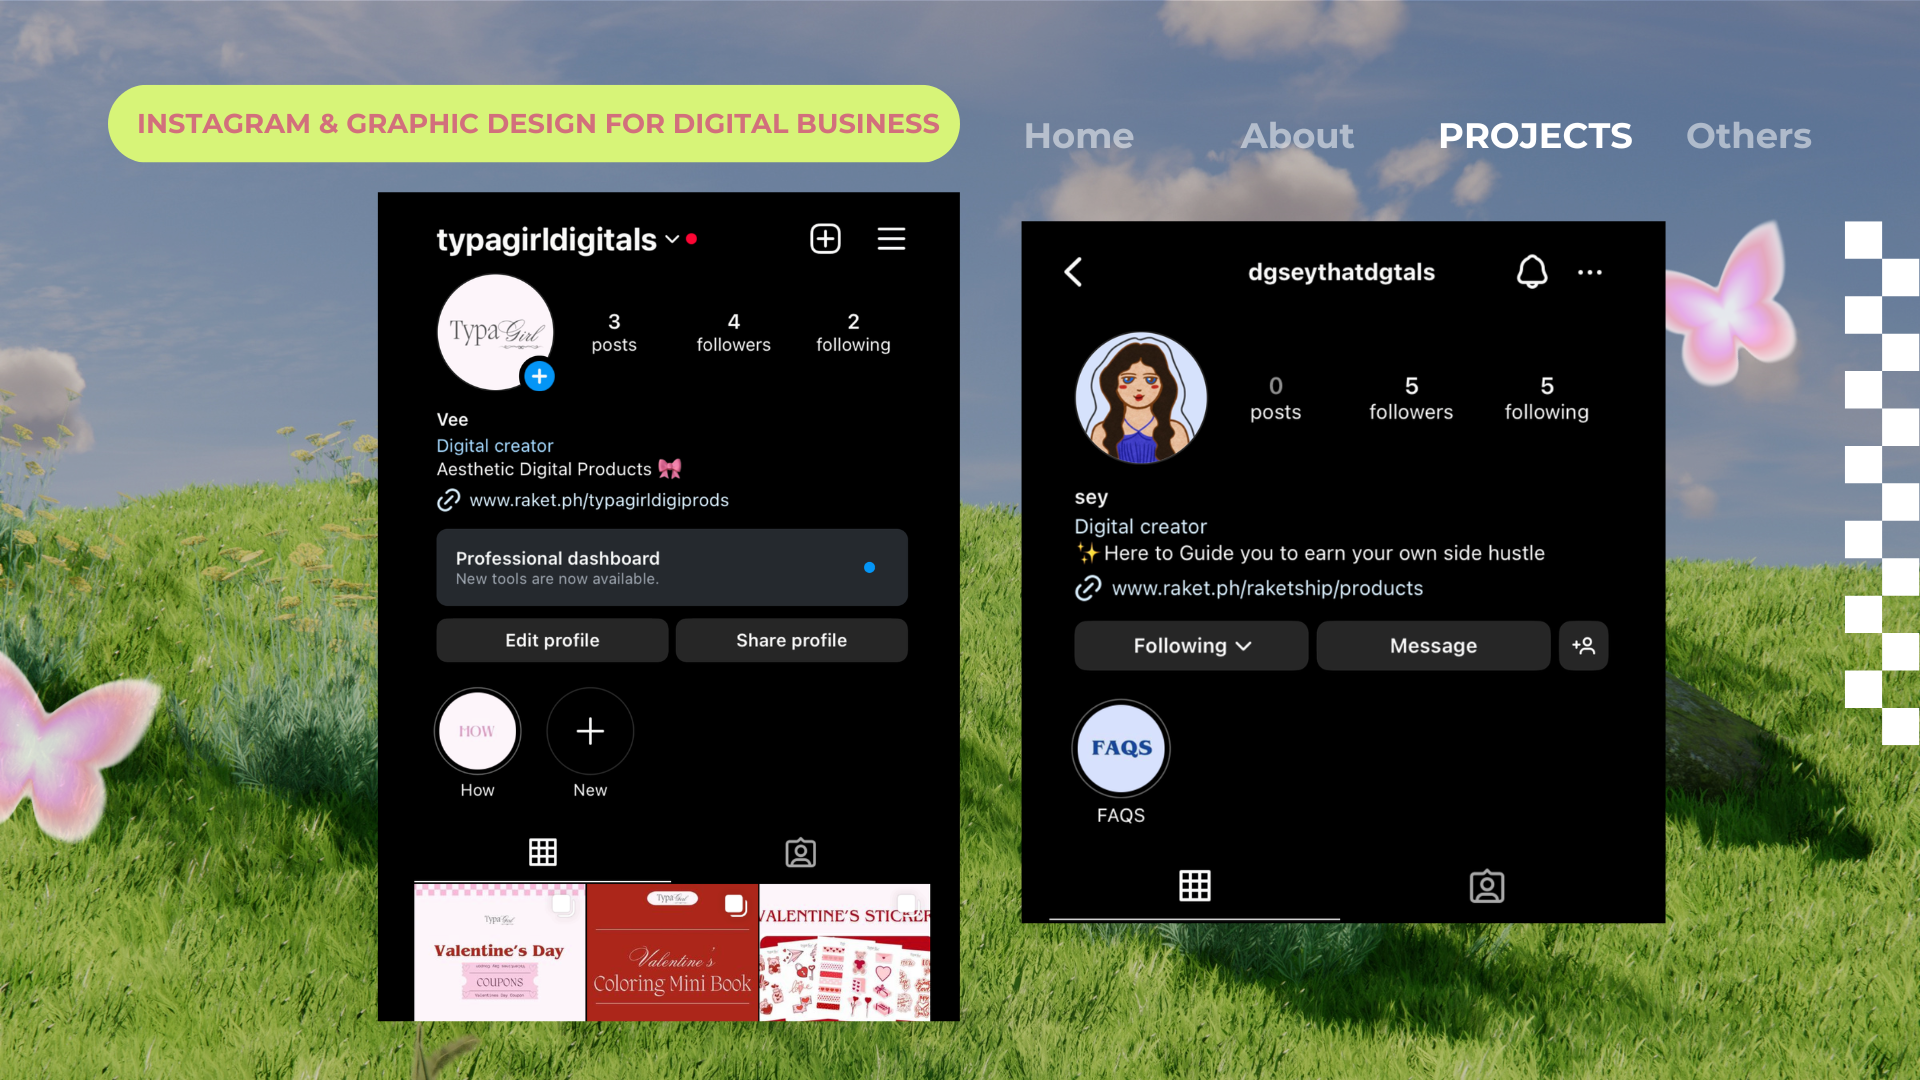 INSTAGRAM & GRAPHIC DESIGN FOR DIGITAL BUSINESS
Home
About
PROJECTS
Others
typagirldigitals
Typa Girl
3
posts
4
followers
2
following
Vee
Digital creator
Aesthetic Digital Products 🎀
www.raket.ph/typagirldigiprods
Professional dashboard
New tools are now available.
Edit profile
Share profile
HOW
How
New
Typa Girl
Valentine's Day
COUPONS
Valentines Day Coupon
Typa Girl
Valentine's
Coloring Mini Book
VALENTINE'S STICKER
dgseythatdgtals
0
posts
5
followers
5
following
sey
Digital creator
✨Here to Guide you to earn your own side hustle
www.raket.ph/raketship/products
Following
Message
FAQS
FAQS